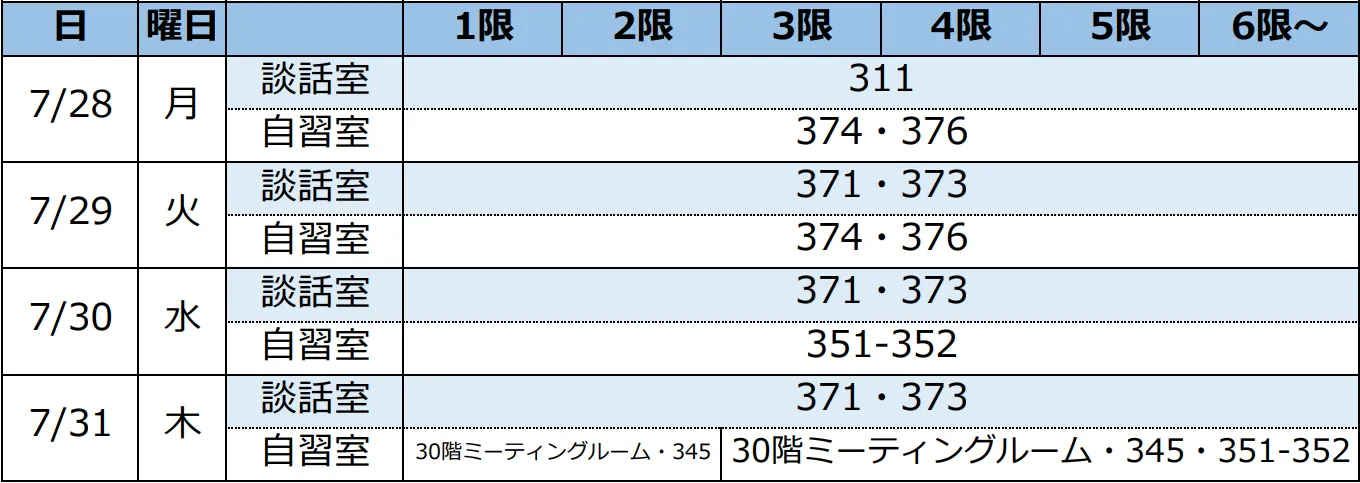 日 曜日 1限 2限 3限 4限 5限 6限～
7/28 月 談話室 311
自習室 374・376
7/29 火 談話室 371・373
自習室 374・376
7/30 水 談話室 371・373
自習室 351-352
7/31 木 談話室 371・373
自習室 30階ミーティングルーム・345 30階ミーティングルーム・345・351-352